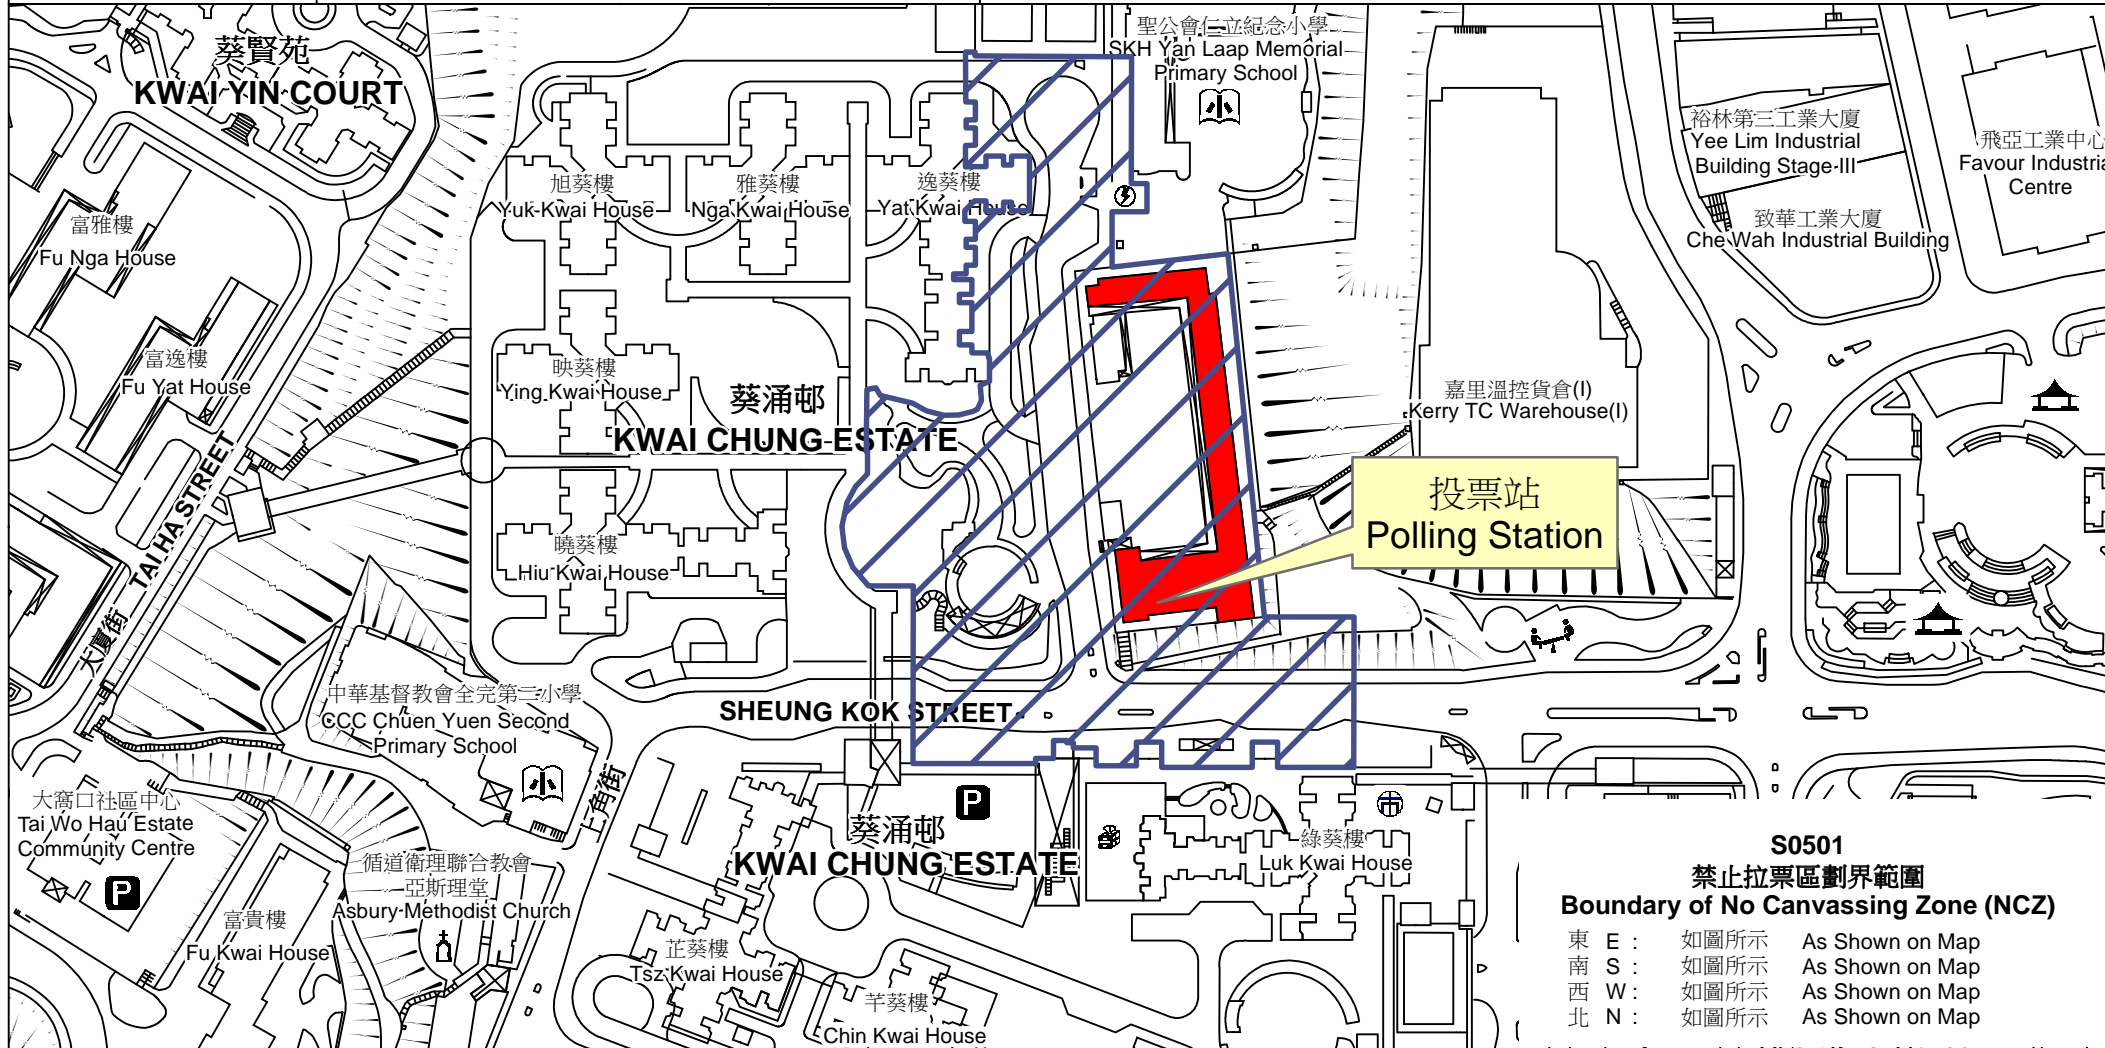 葵賢苑
KWAI YIN COURT
聖公會仁立紀念小學
SKH Yan Laap Memorial
Primary School
裕林第三工業大廈
Yee Lim Industrial
Building Stage-III
飛亞工業中心
Favour Industria
Centre
致華工業大廈
Che Wah Industrial Building
富雅樓
Fu Nga House
旭葵樓
Yuk Kwai House
雅葵樓
Nga Kwai House
逸葵樓
Yat Kwai House
富逸樓
Fu Yat House
映葵樓
Ying Kwai House
葵涌邨
KWAI CHUNG ESTATE
嘉里溫控貨倉(I)
Kerry TC Warehouse(I)
投票站
Polling Station
大廈街 TAI HA STREET
曉葵樓
Hiu Kwai House
中華基督教會全完第二小學
CCC Chuen Yuen Second
Primary School
小
SHEUNG KOK STREET
上角街
大窩口社區中心
Tai Wo Hau Estate
Community Centre
P
循道衛理聯合教會
亞斯理堂
Asbury Methodist Church
富貴樓
Fu Kwai House
P
葵涌邨
KWAI CHUNG ESTATE
綠葵樓
Luk Kwai House
芷葵樓
Tsz Kwai House
芊葵樓
Chin Kwai House
S0501
禁止拉票區劃界範圍
Boundary of No Canvassing Zone (NCZ)
東 E : 如圖所示 As Shown on Map
南 S : 如圖所示 As Shown on Map
西 W : 如圖所示 As Shown on Map
北 N : 如圖所示 As Shown on Map